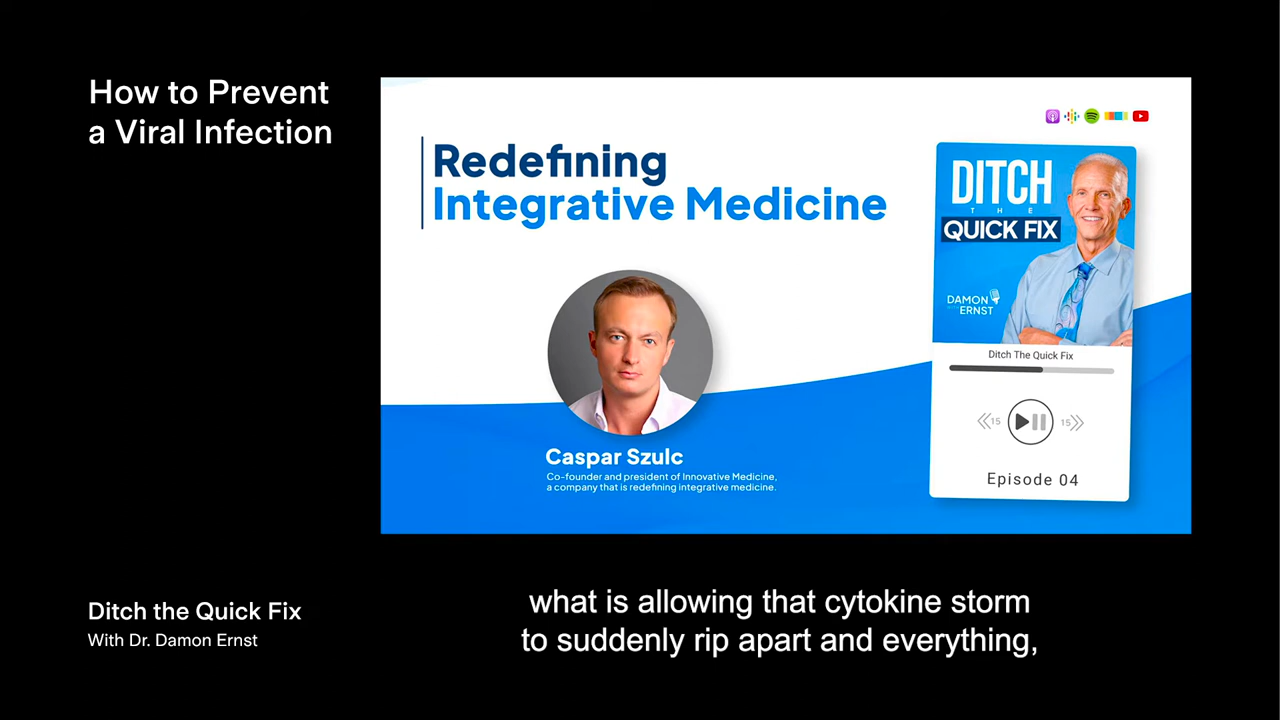 How to Prevent
a Viral Infection
Redefining
Integrative Medicine
Caspar Szulc
Co-founder and president of Innovative Medicine,
a company that is redefining integrative medicine.
DITCH
THE
QUICK FIX
DAMON
ERNST
Ditch The Quick Fix
15
15
Episode 04
Ditch the Quick Fix
With Dr. Damon Ernst
what is allowing that cytokine storm
to suddenly rip apart and everything,